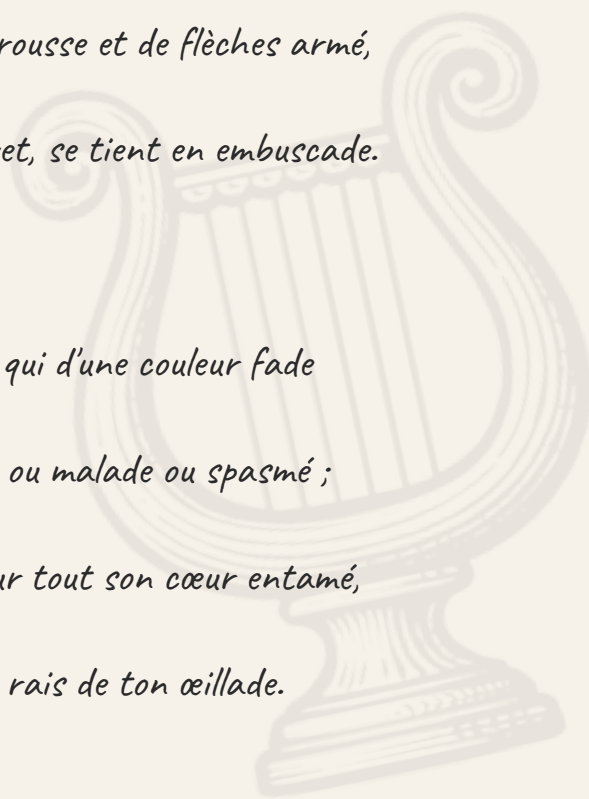 rousse et de flèches armé,
et, se tient en embuscade.
qui d'une couleur fade
ou malade ou spasmé ;
ur tout son cœur entamé,
rais de ton œillade.